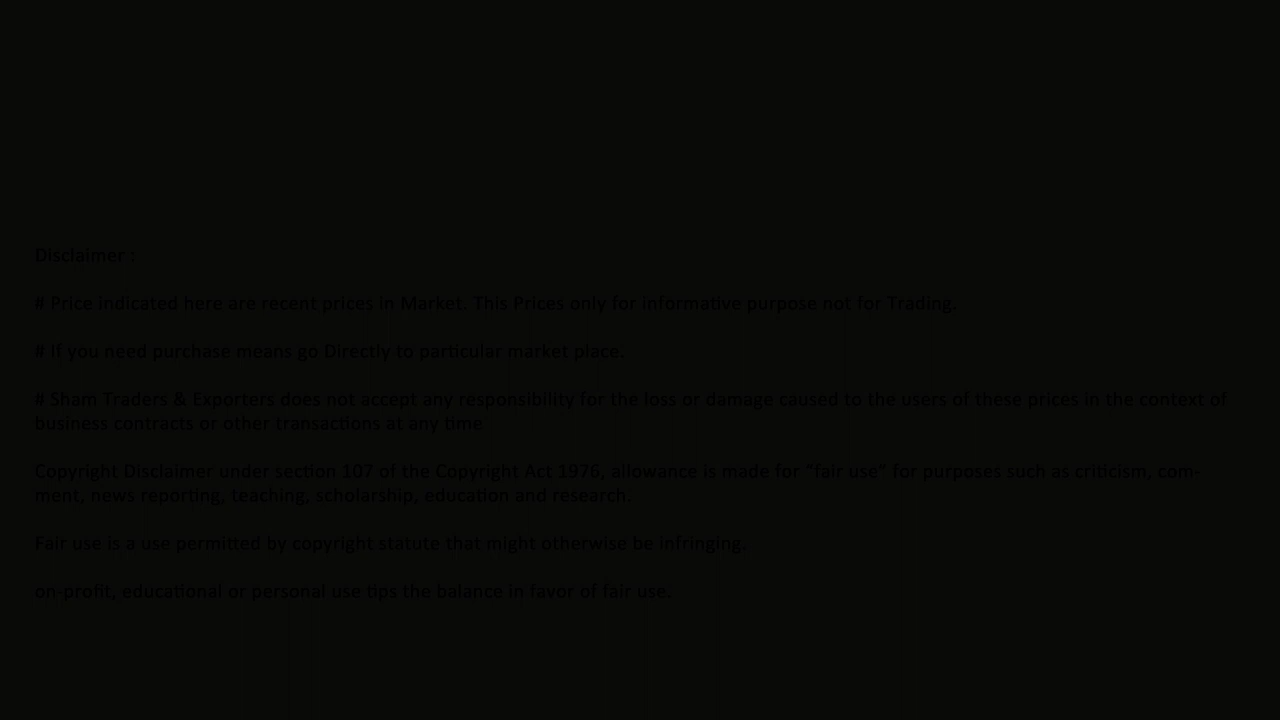 Disclaimer :
# Price indicated here are recent prices in Market. This Prices only for informative purpose not for Trading.
# If you need purchase means go Directly to particular market place.
# Sham Traders & Exporters does not accept any responsibility for the loss or damage caused to the users of these prices in the context of
business contracts or other transactions at any time
Copyright Disclaimer under section 107 of the Copyright Act 1976, allowance is made for "fair use" for purposes such as criticism, com-
ment, news reporting, teaching, scholarship, education and research.
Fair use is a use permitted by copyright statute that might otherwise be infringing.
on-profit, educational or personal use tips the balance in favor of fair use.